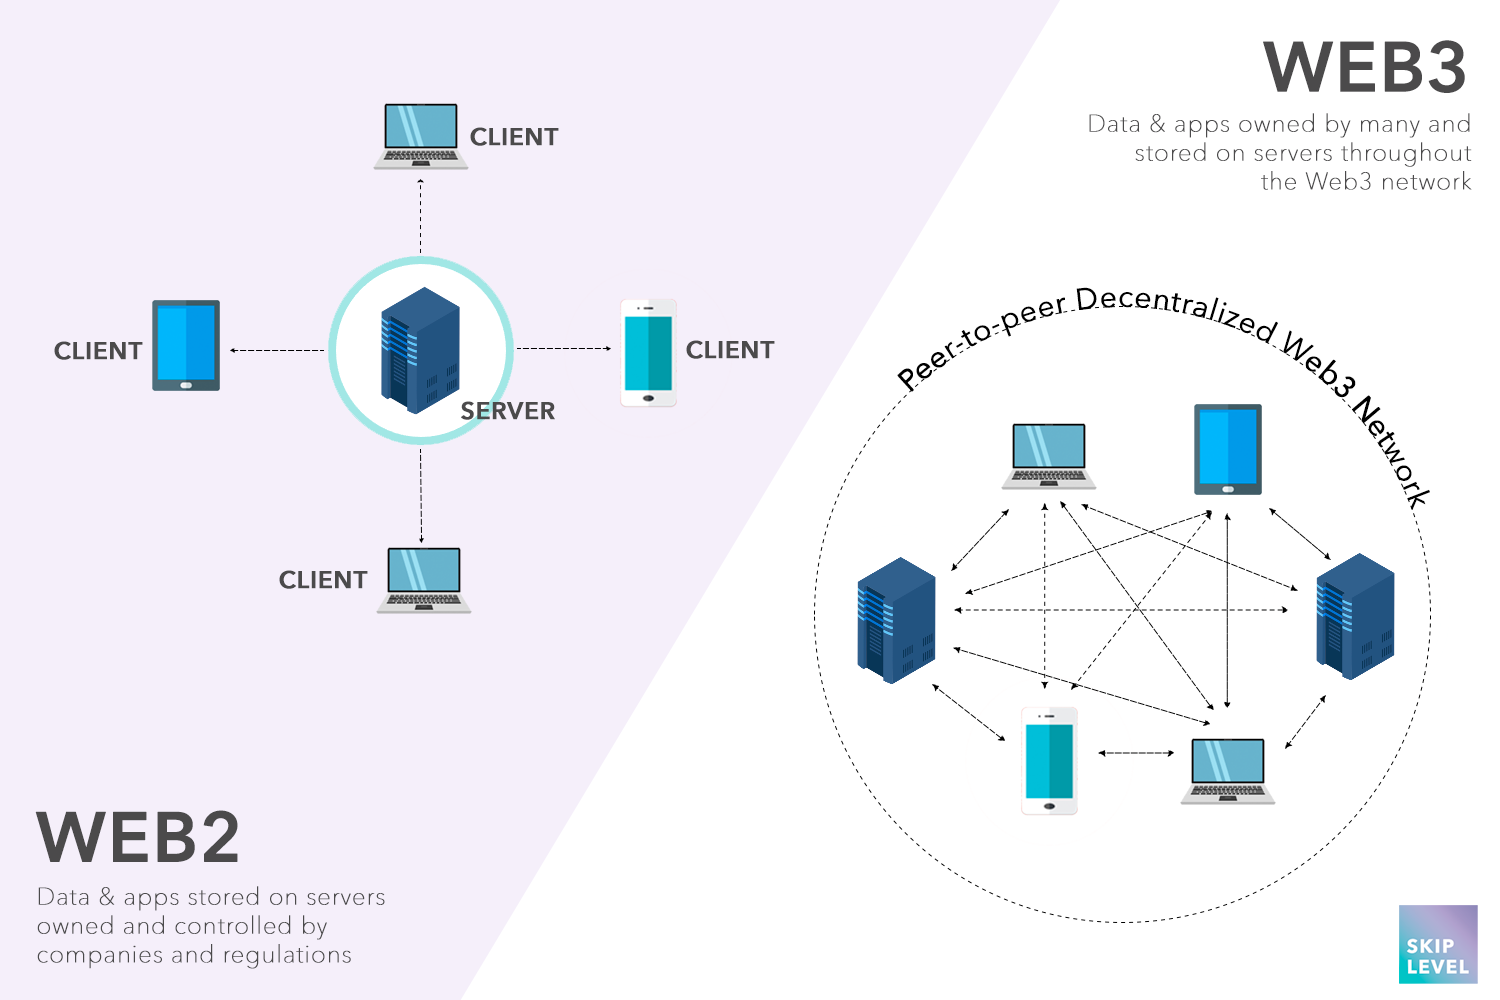 CLIENT
CLIENT
CLIENT
SERVER
CLIENT
WEB2
Data & apps stored on servers
owned and controlled by
companies and regulations
WEB3
Data & apps owned by many and
stored on servers throughout
the Web3 network
Peer-to-peer Decentralized Web3 Network
SKIP
LEVEL